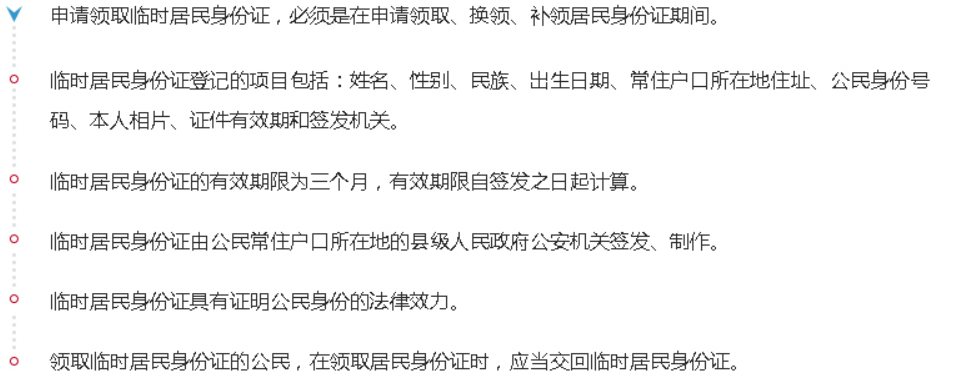 申请领取临时居民身份证，必须是在申请领取、换领、补领居民身份证期间。
临时居民身份证登记的项目包括：姓名、性别、民族、出生日期、常住户口所在地住址、公民身份号
码、本人相片、证件有效期和签发机关。
临时居民身份证的有效期限为三个月，有效期限自签发之日起计算。
临时居民身份证由公民常住户口所在地的县级人民政府公安机关签发、制作。
临时居民身份证具有证明公民身份的法律效力。
领取临时居民身份证的公民，在领取居民身份证时，应当交回临时居民身份证。